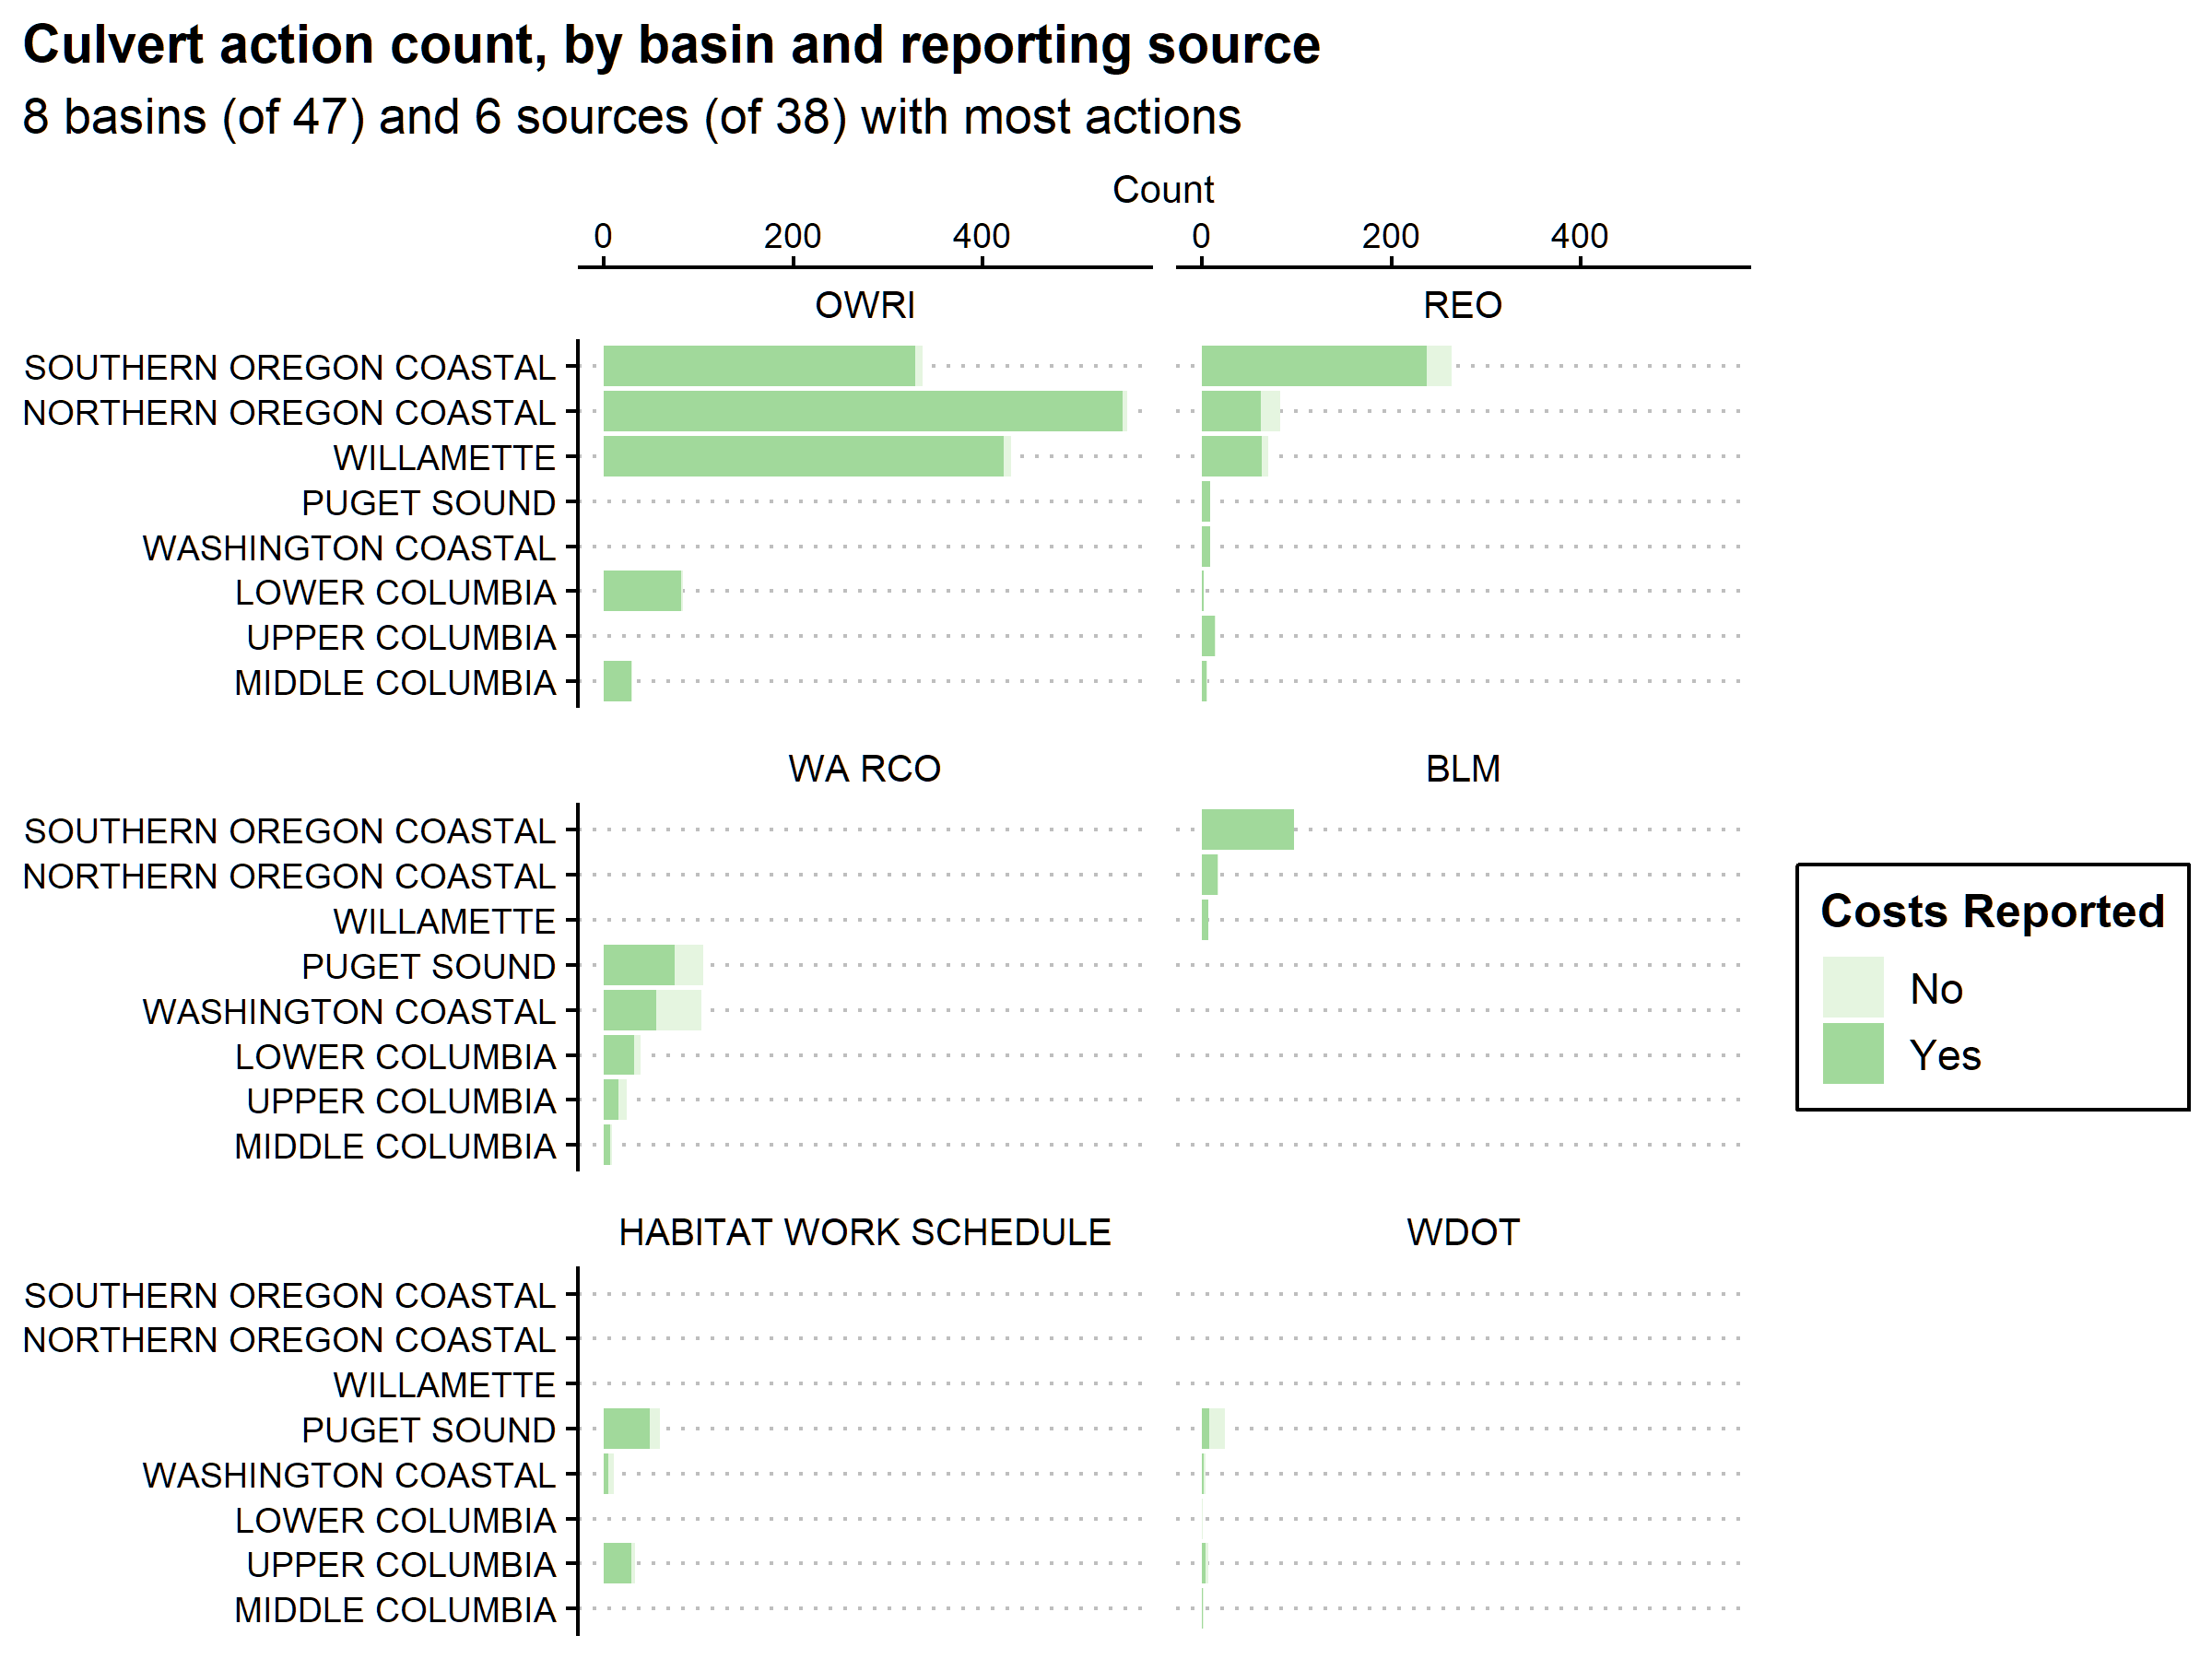 Culvert action count, by basin and reporting source
8 basins (of 47) and 6 sources (of 38) with most actions
Count
0 200 400 0 200 400
OWRI REO
SOUTHERN OREGON COASTAL
NORTHERN OREGON COASTAL
WILLAMETTE
PUGET SOUND
WASHINGTON COASTAL
LOWER COLUMBIA
UPPER COLUMBIA
MIDDLE COLUMBIA
WA RCO BLM
SOUTHERN OREGON COASTAL
NORTHERN OREGON COASTAL
WILLAMETTE
PUGET SOUND
WASHINGTON COASTAL
LOWER COLUMBIA
UPPER COLUMBIA
MIDDLE COLUMBIA
HABITAT WORK SCHEDULE WDOT
SOUTHERN OREGON COASTAL
NORTHERN OREGON COASTAL
WILLAMETTE
PUGET SOUND
WASHINGTON COASTAL
LOWER COLUMBIA
UPPER COLUMBIA
MIDDLE COLUMBIA
Costs Reported
No
Yes